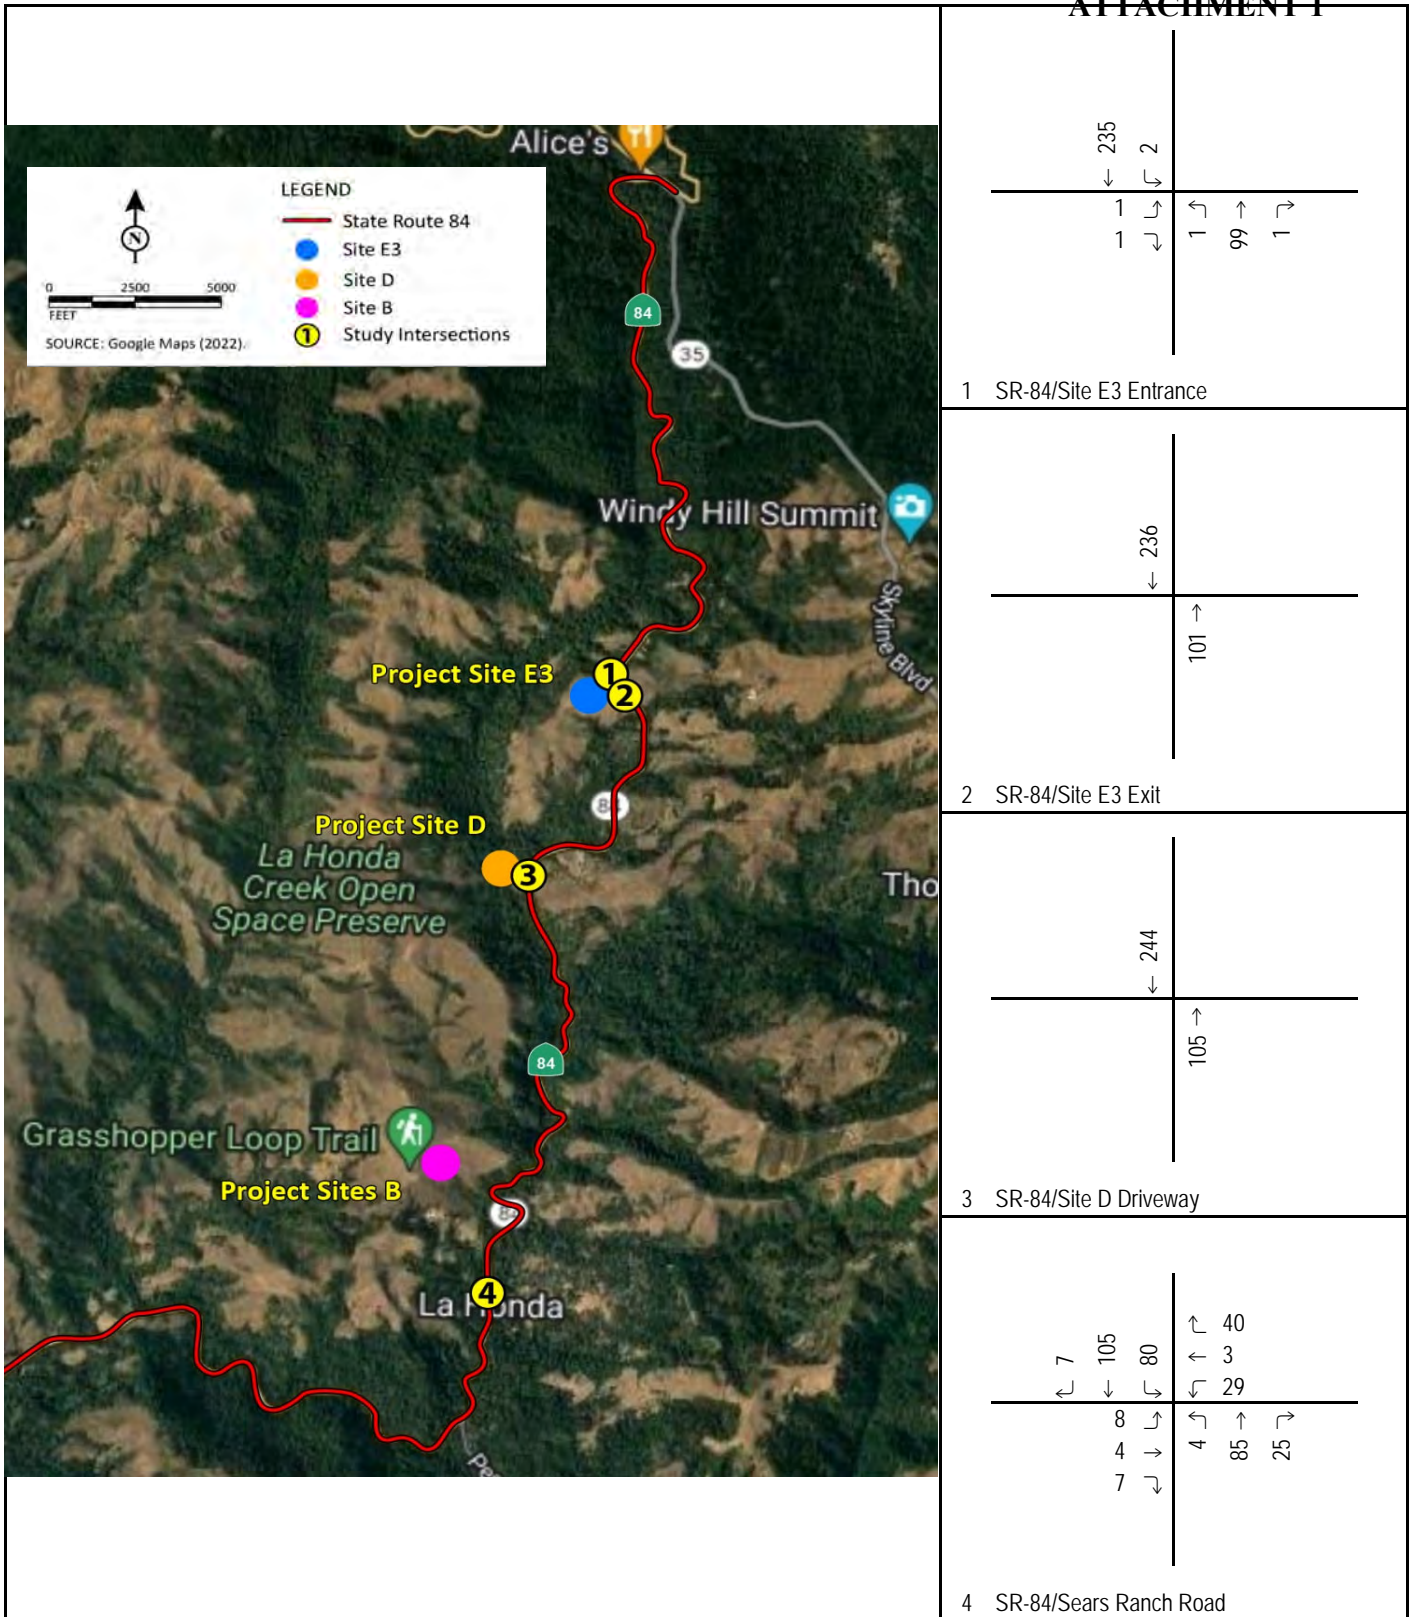 ATTACHMENT 1
Alice's
LEGEND
State Route 84
Site E3
Site D
Site B
1 Study Intersections
N
0 2500 5000
FEET
SOURCE: Google Maps (2022).
84
35
Windy Hill Summit
Skyline Blvd
Project Site E3
1
2
84
Project Site D
3
La Honda
Creek Open
Space Preserve
Tho
84
Grasshopper Loop Trail
Project Sites B
84
4
La Honda
235 2
1
1
1 99 1
1 SR-84/Site E3 Entrance
236
101
2 SR-84/Site E3 Exit
244
105
3 SR-84/Site D Driveway
7 105 80
40
3
29
8
4
7
4 85 25
4 SR-84/Sears Ranch Road